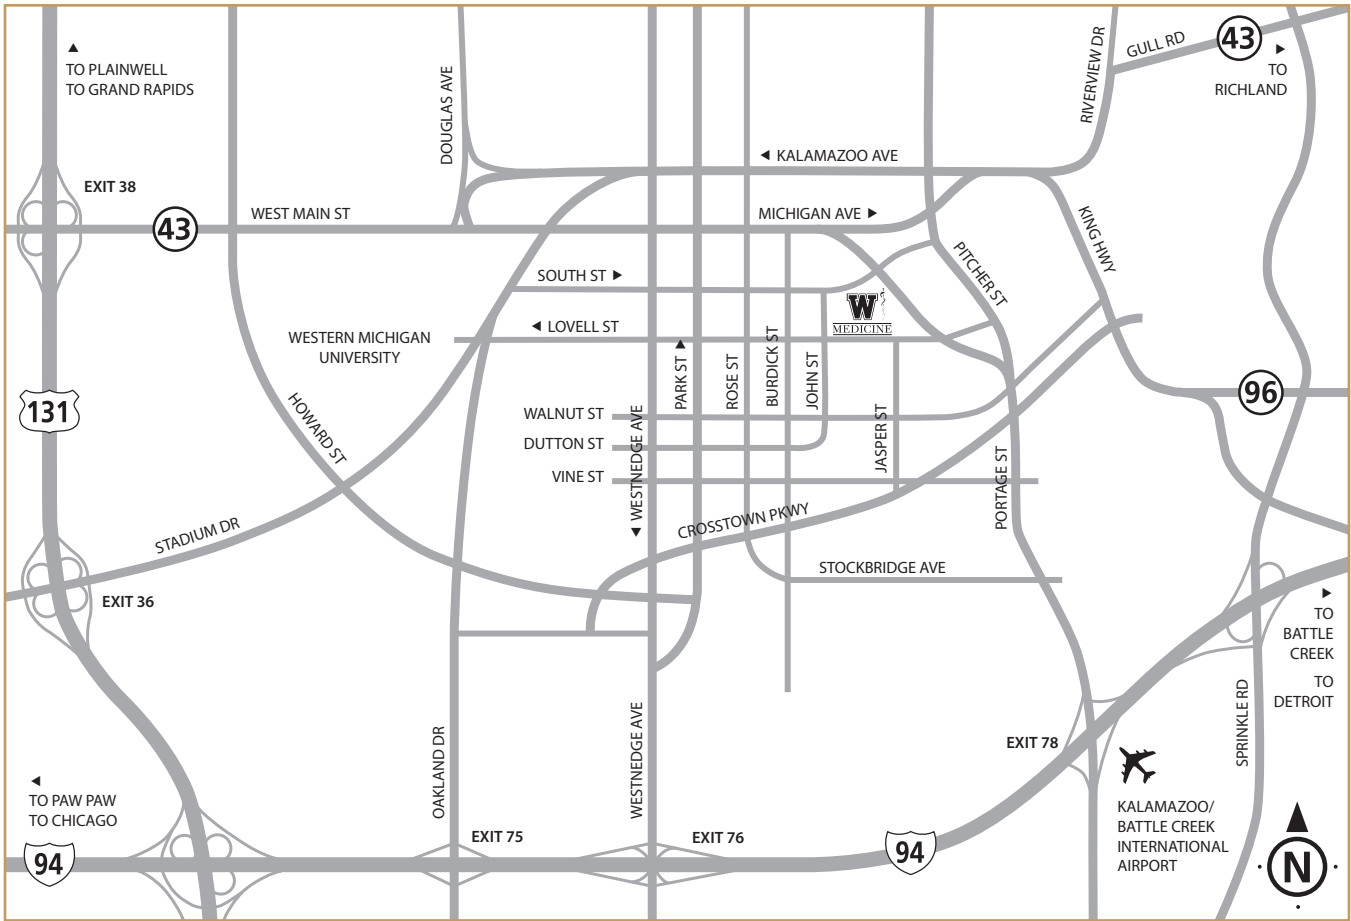 TO PLAINWELL
TO GRAND RAPIDS
DOUGLAS AVE
RIVERVIEW DR
GULL RD
43
TO
RICHLAND
KALAMAZOO AVE
EXIT 38
43
WEST MAIN ST
MICHIGAN AVE
KING HWY
PITCHER ST
SOUTH ST
W
MEDICINE
LOVELL ST
WESTERN MICHIGAN
UNIVERSITY
PARK ST
ROSE ST
BURDICK ST
JOHN ST
131
HOWARD ST
WALNUT ST
DUTTON ST
VINE ST
WESTNEDGE AVE
JASPER ST
PORTAGE ST
96
STADIUM DR
CROSSTOWN PKWY
STOCKBRIDGE AVE
EXIT 36
TO
BATTLE
CREEK
TO
DETROIT
SPRINKLE RD
OAKLAND DR
WESTNEDGE AVE
EXIT 78
TO PAW PAW
TO CHICAGO
94
EXIT 75
EXIT 76
94
KALAMAZOO/
BATTLE CREEK
INTERNATIONAL
AIRPORT
N